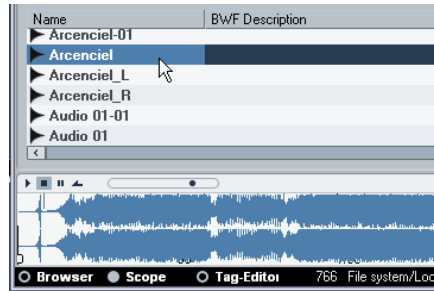 Name BWF Description
Arcenciel-01
Arcenciel
Arcenciel_L
Arcenciel_R
Audio 01-01
Audio 01
Browser Scope Tag-Editor 766 File system/Loc